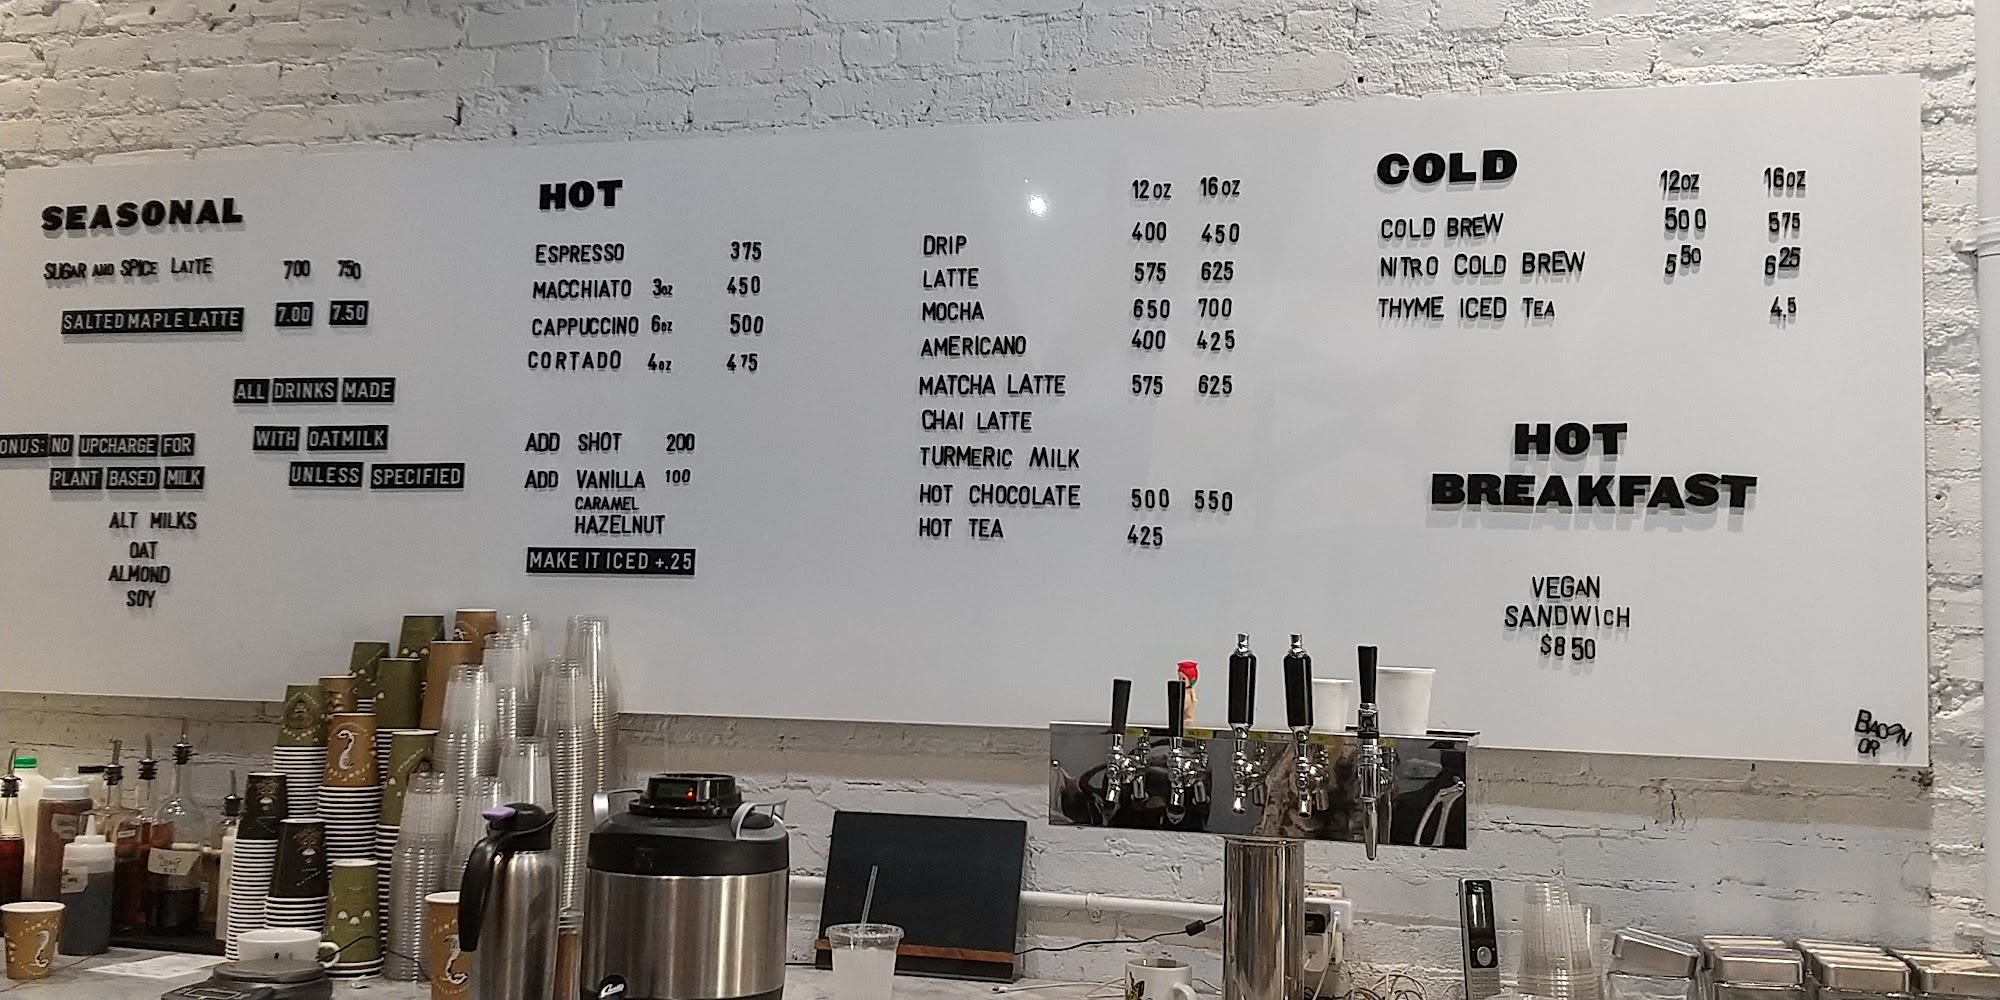 SEASONAL
SUGAR AND SPICE LATTE 700 750
SALTED MAPLE LATTE 7.00 7.50
ALL DRINKS MADE
WITH OATMILK
UNLESS SPECIFIED
ONUS: NO UPCHARGE FOR
PLANT BASED MILK
ALT MILKS
OAT
ALMOND
SOY
HOT
ESPRESSO 375
MACCHIATO 3oz 450
CAPPUCCINO 6oz 500
CORTADO 4oz 475
ADD SHOT 200
ADD VANILLA 100
CARAMEL
HAZELNUT
MAKE IT ICED +.25
12oz 16oz
DRIP 400 450
LATTE 575 625
MOCHA 650 700
AMERICANO 400 425
MATCHA LATTE 575 625
CHAI LATTE
TURMERIC MILK
HOT CHOCOLATE 500 550
HOT TEA 425
COLD
12oz 16oz
COLD BREW 500 575
NITRO COLD BREW 550 625
THYME ICED TEA 4.5
HOT
BREAKFAST
VEGAN
SANDWIcH
$8 50
BACON
OR